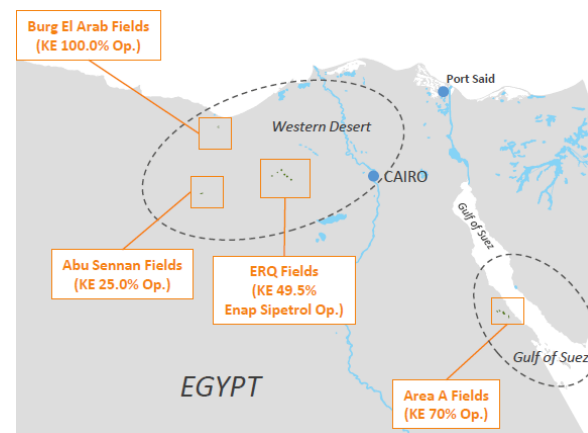 Burg El Arab Fields
(KE 100.0% Op.)
Port Said
Western Desert
CAIRO
Gulf of Suez
Abu Sennan Fields
(KE 25.0% Op.)
ERQ Fields
(KE 49.5%
Enap Sipetrol Op.)
Gulf of Suez
EGYPT
Area A Fields
(KE 70% Op.)